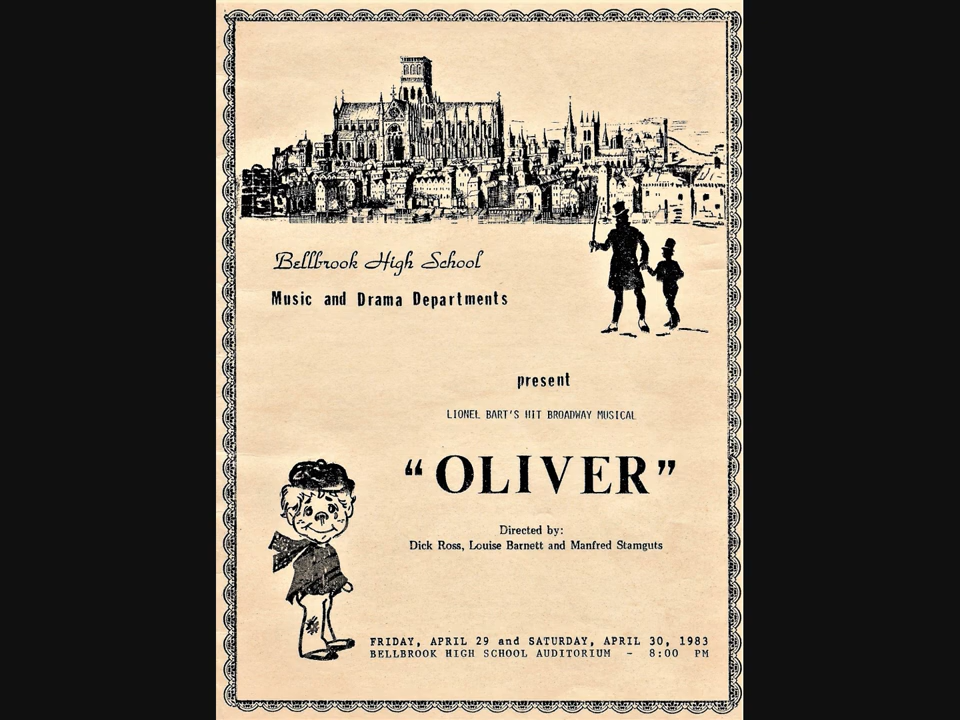 Bellbrook High School
Music and Drama Departments
present
LIONEL BART'S HIT BROADWAY MUSICAL
“OLIVER”
Directed by:
Dick Ross, Louise Barnett and Manfred Stamguts
FRIDAY, APRIL 29 and SATURDAY, APRIL 30, 1983
BELLBROOK HIGH SCHOOL AUDITORIUM - 8:00 PM